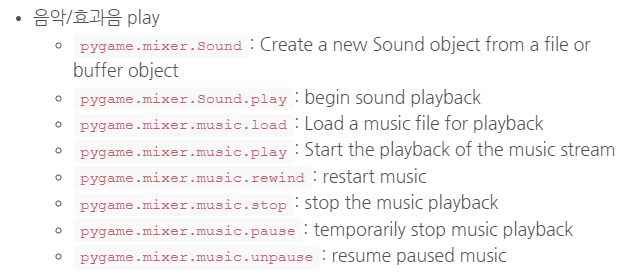 음악/효과음 play
pygame.mixer.Sound : Create a new Sound object from a file or
buffer object
pygame.mixer.Sound.play : begin sound playback
pygame.mixer.music.load : Load a music file for playback
pygame.mixer.music.play : Start the playback of the music stream
pygame.mixer.music.rewind : restart music
pygame.mixer.music.stop : stop the music playback
pygame.mixer.music.pause : temporarily stop music playback
pygame.mixer.music.unpause : resume paused music